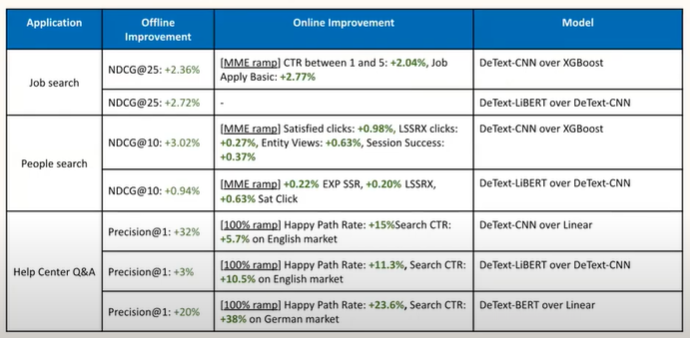 Application Offline Improvement Online Improvement Model
Job search
NDCG@25: +2.36%
[MME ramp] CTR between 1 and 5: +2.04%, Job
Apply Basic: +2.77%
DeText-CNN over XGBoost
NDCG@25: +2.72%
-
DeText-LiBERT over DeText-CNN
People search
NDCG@10: +3.02%
[MME ramp] Satisfied clicks: +0.98%, LSSRX clicks:
+0.27%, Entity Views: +0.63%, Session Success:
+0.37%
DeText-CNN over XGBoost
NDCG@10: +0.94%
[MME ramp] +0.22% EXP SSR, +0.20% LSSRX,
+0.63% Sat Click
DeText-LiBERT over DeText-CNN
Help Center Q&A
Precision@1: +32%
[100% ramp] Happy Path Rate: +15%Search CTR:
+5.7% on English market
DeText-CNN over Linear
Precision@1: +3%
[100% ramp] Happy Path Rate: +11.3%, Search CTR:
+10.5% on English market
DeText-LiBERT over DeText-CNN
Precision@1: +20%
[100% ramp] Happy Path Rate: +23.6%, Search CTR:
+38% on German market
DeText-BERT over Linear